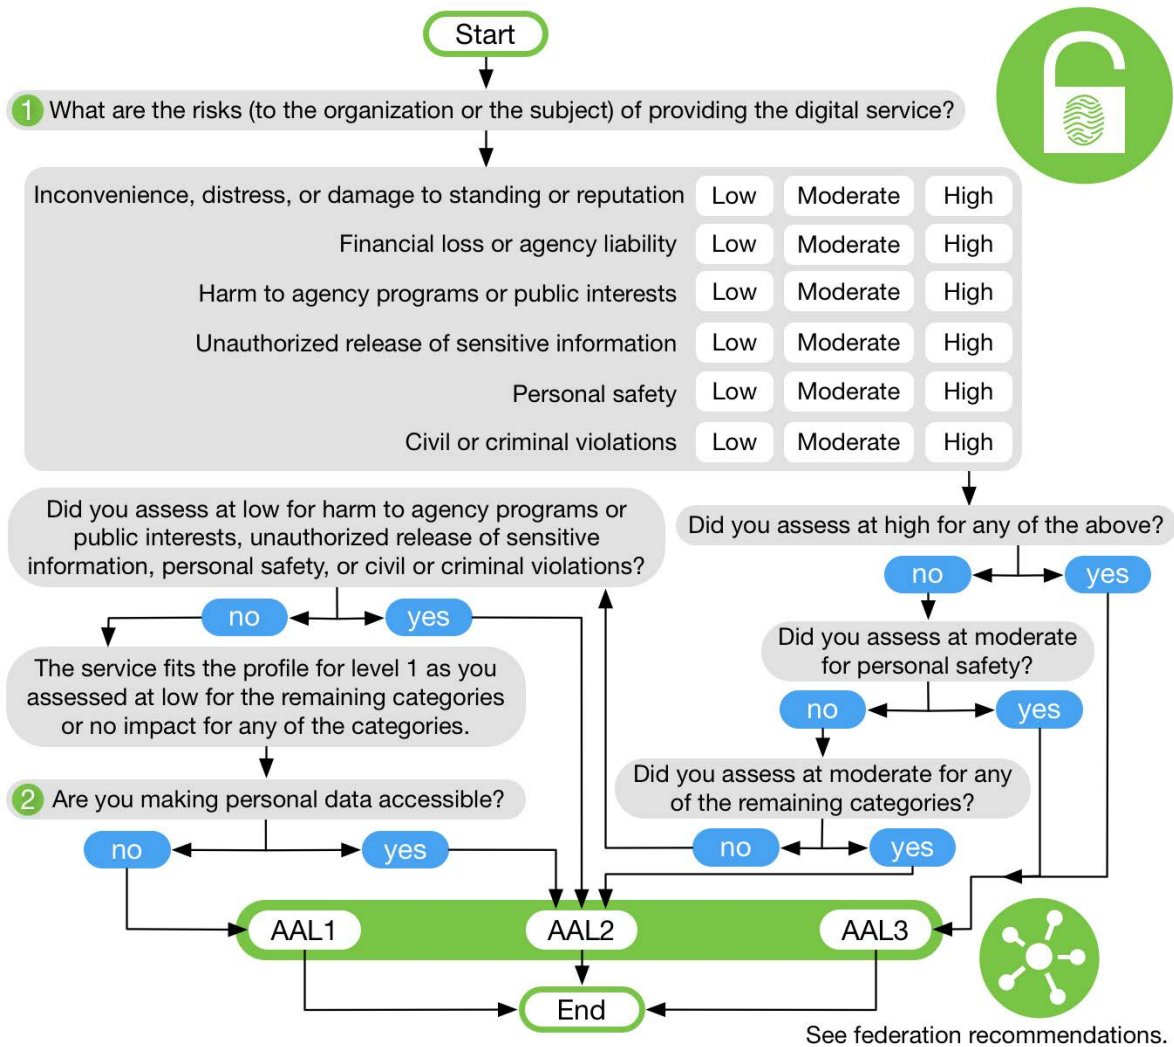 Start
1 What are the risks (to the organization or the subject) of providing the digital service?
Inconvenience, distress, or damage to standing or reputation Low Moderate High
Financial loss or agency liability Low Moderate High
Harm to agency programs or public interests Low Moderate High
Unauthorized release of sensitive information Low Moderate High
Personal safety Low Moderate High
Civil or criminal violations Low Moderate High
Did you assess at high for any of the above?
no yes
Did you assess at moderate
for personal safety?
no yes
Did you assess at moderate for any
of the remaining categories?
no yes
Did you assess at low for harm to agency programs or
public interests, unauthorized release of sensitive
information, personal safety, or civil or criminal violations?
no yes
The service fits the profile for level 1 as you
assessed at low for the remaining categories
or no impact for any of the categories.
2 Are you making personal data accessible?
no yes
AAL1 AAL2 AAL3
End
See federation recommendations.